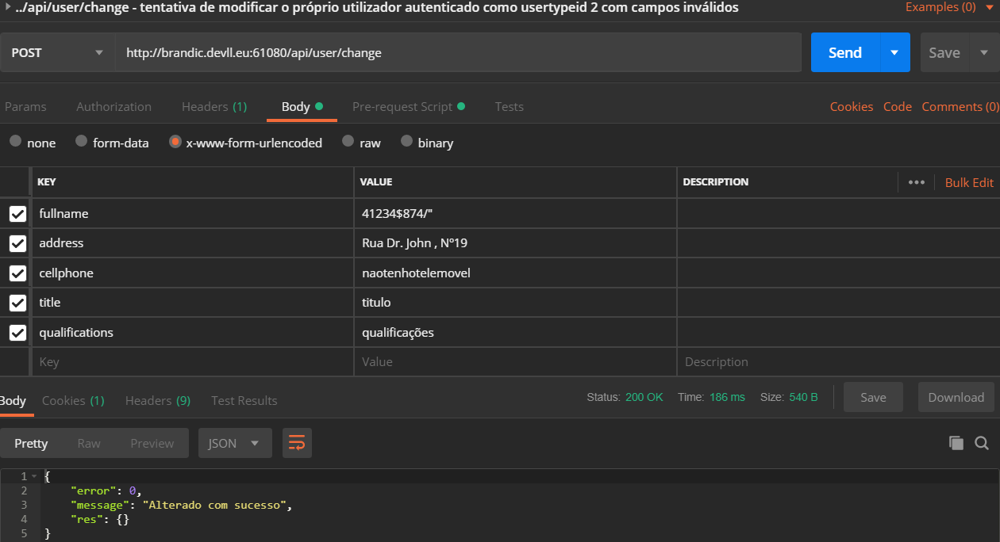 ../api/user/change - tentativa de modificar o próprio utilizador autenticado como usertypeid 2 com campos inválidos Examples (0)
POST http://brandic.devll.eu:61080/api/user/change Send Save
Params Authorization Headers (1) Body Pre-request Script Tests Cookies Code Comments (0)
none form-data x-www-form-urlencoded raw binary
KEY VALUE DESCRIPTION ••• Bulk Edit
fullname 41234$874/"
address Rua Dr. John , Nº19
cellphone naotenhotelemovel
title titulo
qualifications qualificações
Key Value Description
Body Cookies (1) Headers (9) Test Results Status: 200 OK Time: 186 ms Size: 540 B Save Download
Pretty Raw Preview JSON
1 {
2 "error": 0,
3 "message": "Alterado com sucesso",
4 "res": {}
5 }